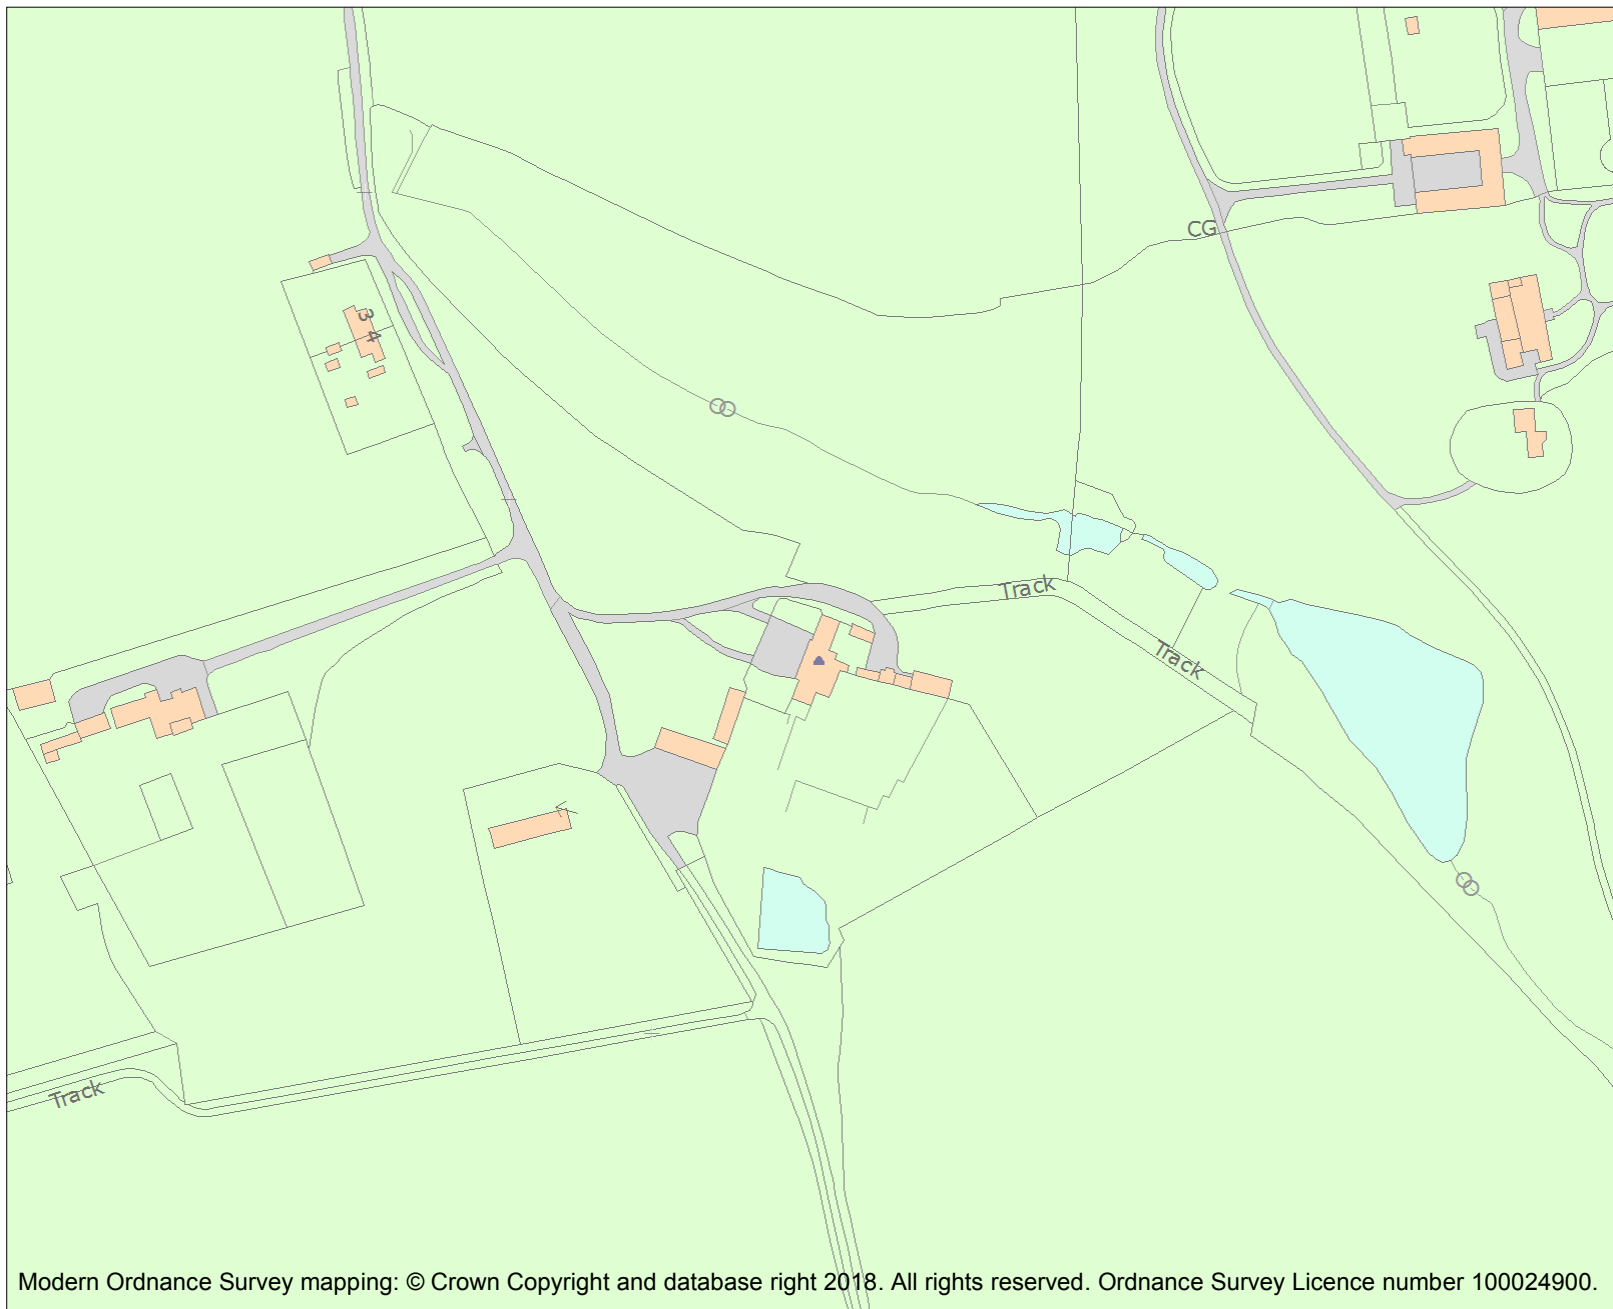 CG
3
4
Track
Track
Track
Modern Ordnance Survey mapping: © Crown Copyright and database right 2018. All rights reserved. Ordnance Survey Licence number 100024900.